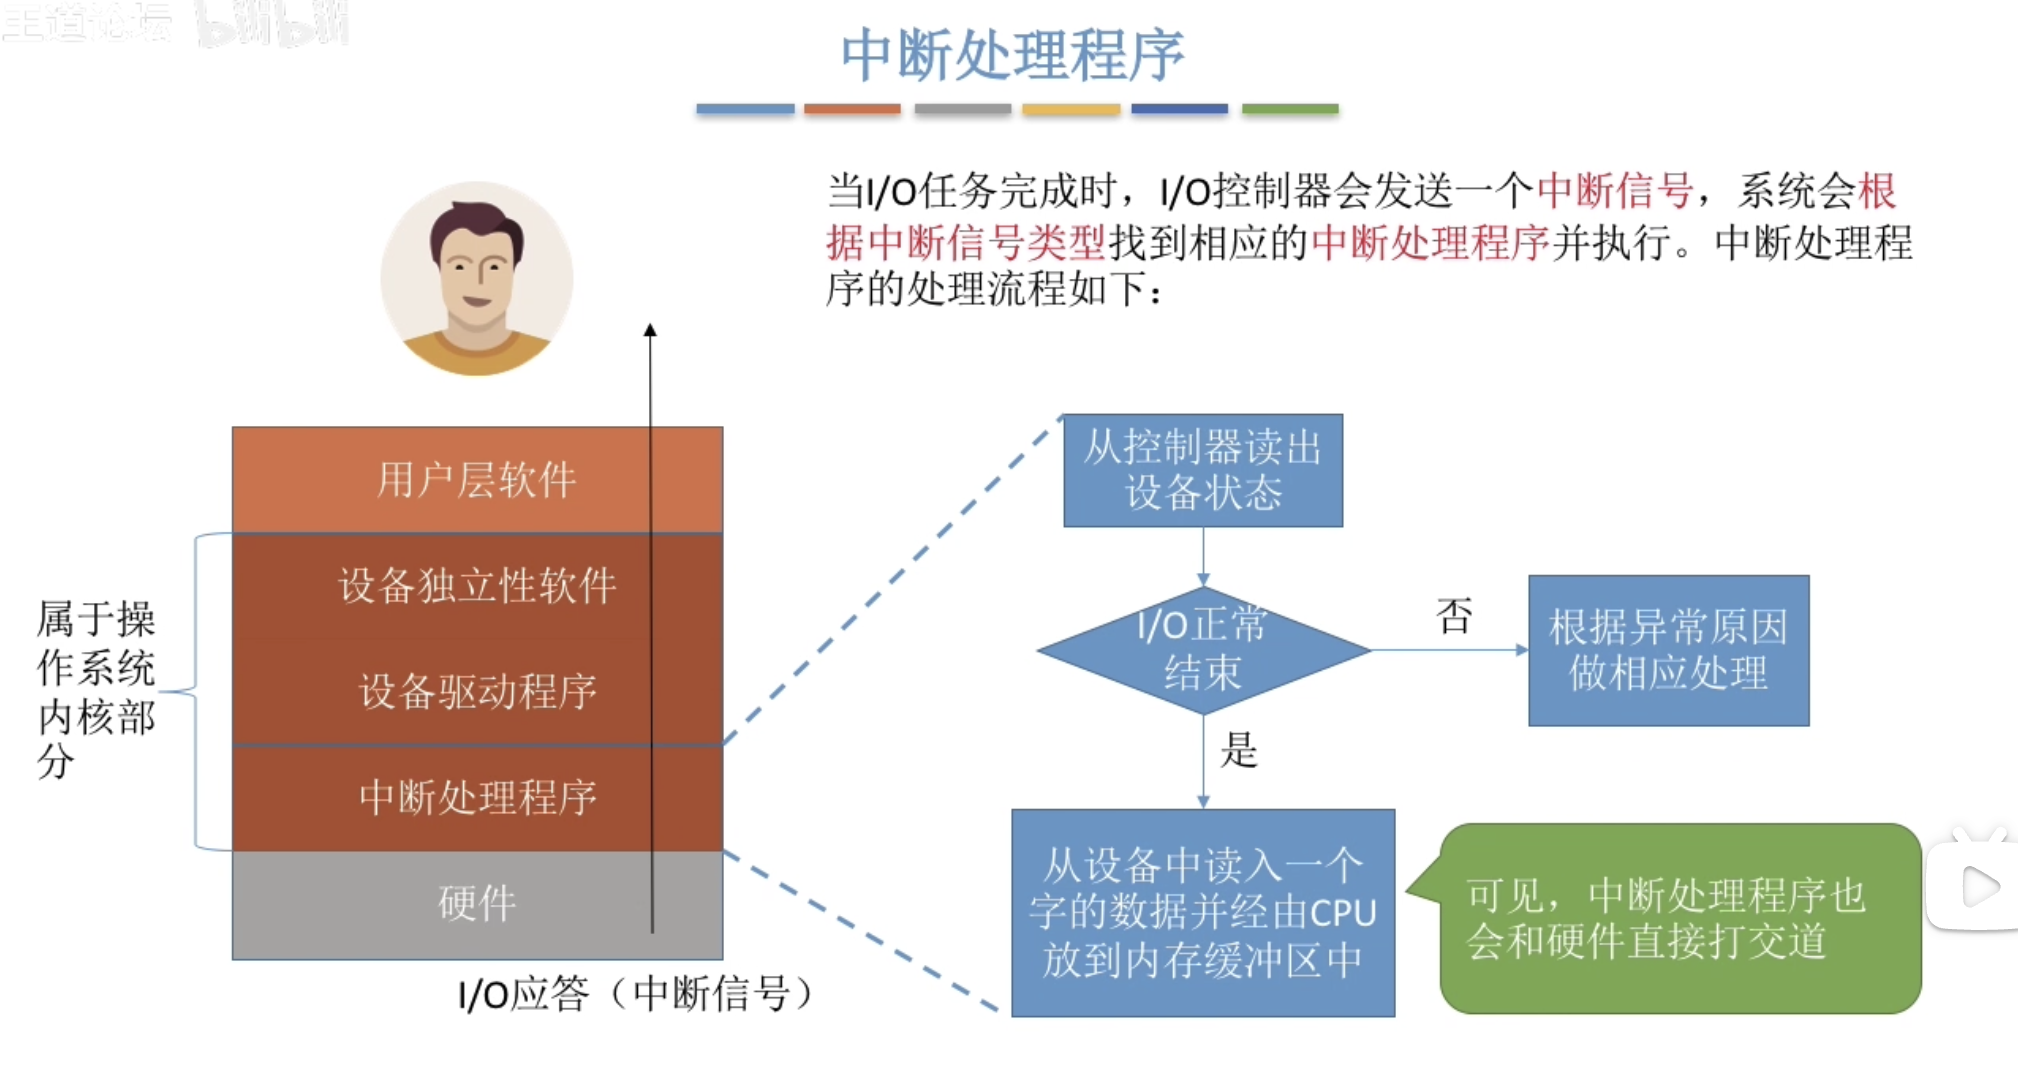 王道论坛 bilibili
中断处理程序
当I/O任务完成时，I/O控制器会发送一个中断信号，系统会根
据中断信号类型找到相应的中断处理程序并执行。中断处理程
序的处理流程如下：
用户层软件
设备独立性软件
设备驱动程序
中断处理程序
硬件
属于操
作系统
内核部
分
I/O应答（中断信号）
从控制器读出
设备状态
I/O正常
结束
否
根据异常原因
做相应处理
是
从设备中读入一个
字的数据并经由CPU
放到内存缓冲区中
可见，中断处理程序也
会和硬件直接打交道